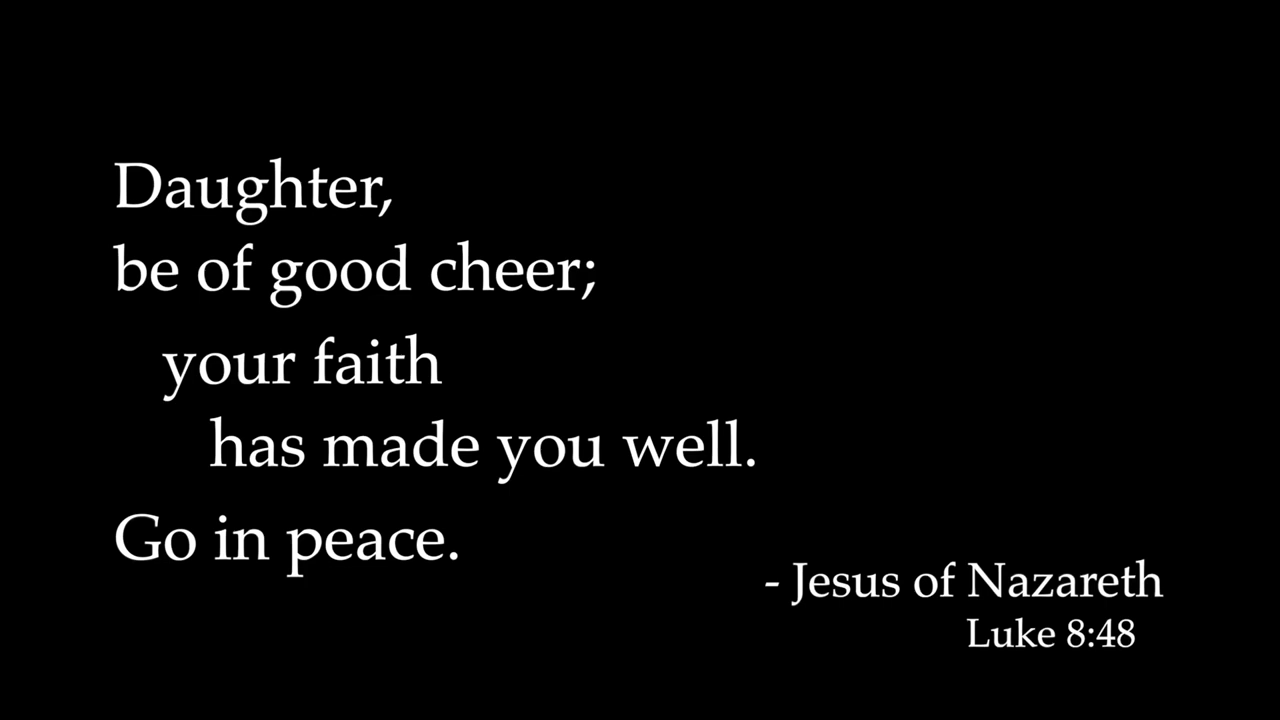 Daughter,
be of good cheer;
your faith
has made you well.
Go in peace.
- Jesus of Nazareth
Luke 8:48